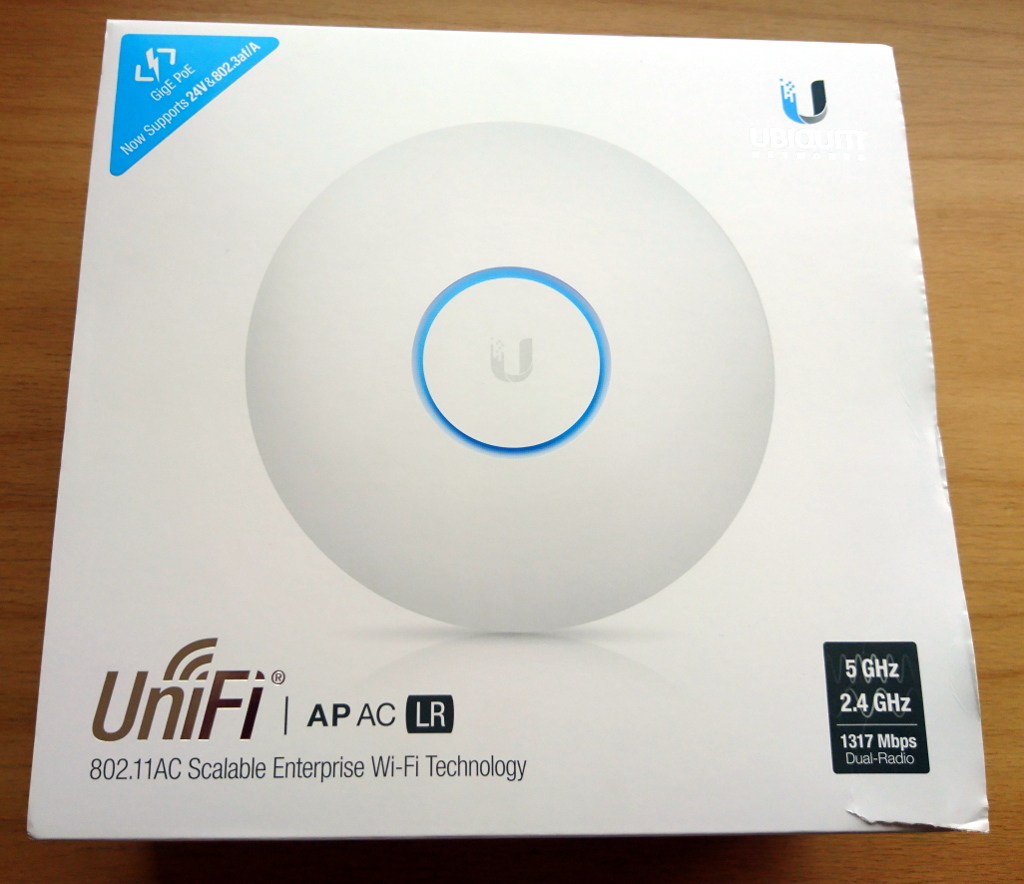 GigE PoE
Now Supports 24V & 802.3af/A
UBIQUITI
NETWORKS
UniFi® | AP AC LR
802.11AC Scalable Enterprise Wi-Fi Technology
5 GHz
2.4 GHz
1317 Mbps
Dual-Radio